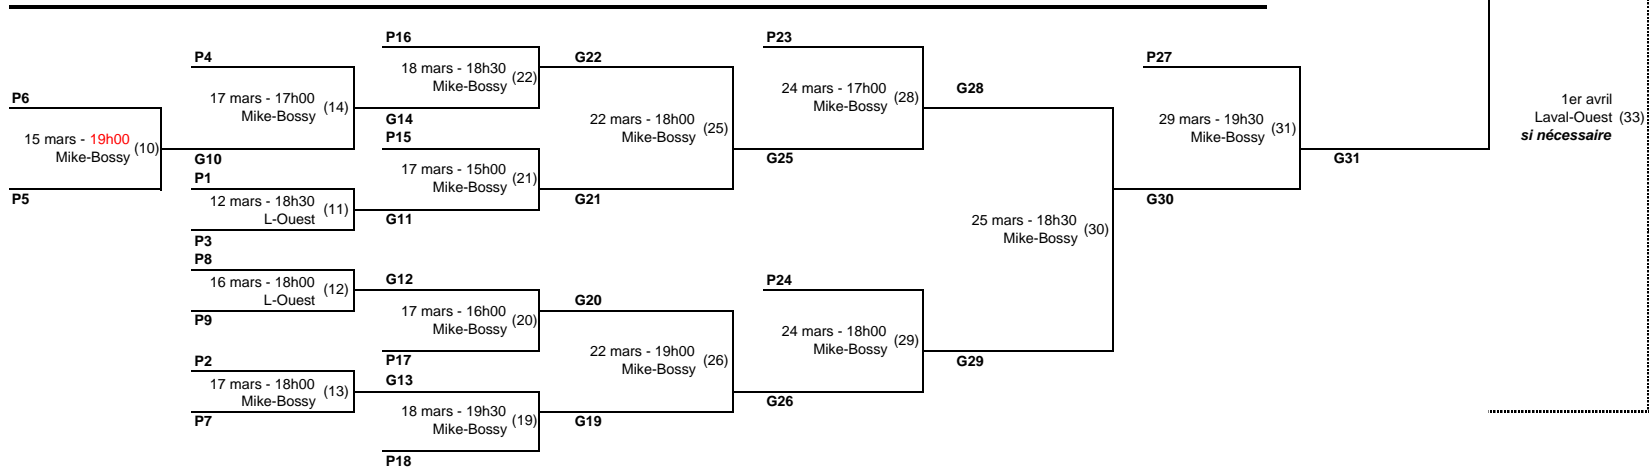 P6
15 mars - 19h00
Mike-Bossy (10)
P5
P4
17 mars - 17h00
Mike-Bossy (14)
G10
P1
12 mars - 18h30
L-Ouest (11)
P3
P8
16 mars - 18h00
L-Ouest (12)
P9
P2
17 mars - 18h00
Mike-Bossy (13)
P7
P16
18 mars - 18h30
Mike-Bossy (22)
G14
P15
17 mars - 15h00
Mike-Bossy (21)
G11
G12
17 mars - 16h00
Mike-Bossy (20)
P17
G13
18 mars - 19h30
Mike-Bossy (19)
P18
G22
22 mars - 18h00
Mike-Bossy (25)
G21
G20
22 mars - 19h00
Mike-Bossy (26)
G19
P23
24 mars - 17h00
Mike-Bossy (28)
G25
P24
24 mars - 18h00
Mike-Bossy (29)
G26
G28
25 mars - 18h30
Mike-Bossy (30)
G29
P27
29 mars - 19h30
Mike-Bossy (31)
G30
G31
1er avril
Laval-Ouest (33)
si nécessaire